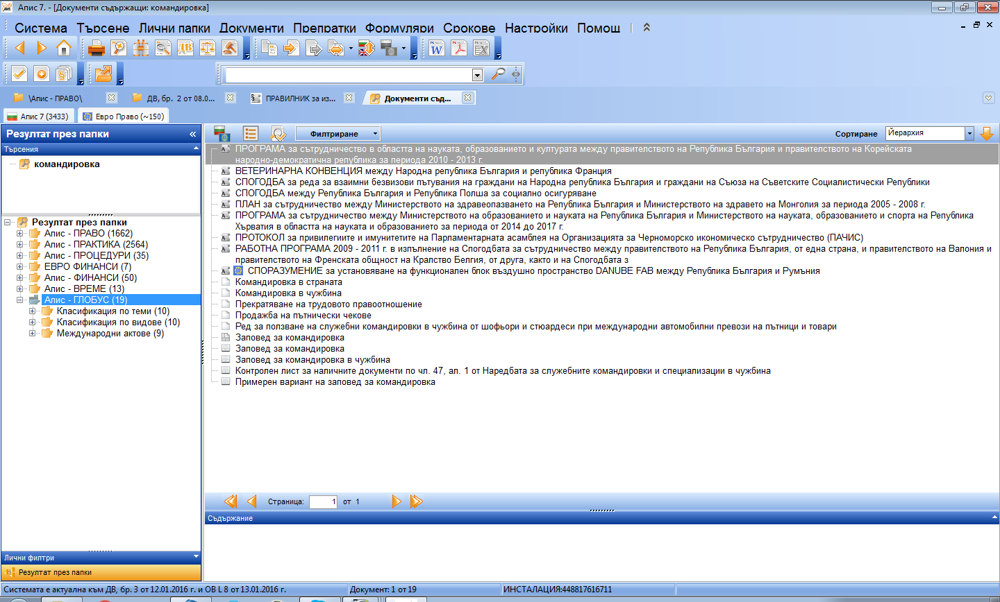 Апис 7. - [Документи съдържащи: командировка]
Система Търсене Лични папки Документи Препратки Формуляри Срокове Настройки Помощ
\Апис - ПРАВО\ ДВ, бр. 2 от 08.0... ПРАВИЛНИК за из... Документи съд...
Апис 7 (3433) Евро Право (~150)
Резултат през папки
Търсения
командировка
Резултат през папки
Апис - ПРАВО (1662)
Апис - ПРАКТИКА (2564)
Апис - ПРОЦЕДУРИ (35)
ЕВРО ФИНАНСИ (7)
Апис - ФИНАНСИ (50)
Апис - ВРЕМЕ (13)
Апис - ГЛОБУС (19)
Класификация по теми (10)
Класификация по видове (10)
Международни актове (9)
Лични филтри
Резултат през папки
Филтриране Сортиране Йерархия
ПРОГРАМА за сътрудничество в областта на науката, образованието и културата между правителството на Република България и правителството на Корейската
народно-демократична република за периода 2010 - 2013 г.
ВЕТЕРИНАРНА КОНВЕНЦИЯ между Народна република България и република Франция
СПОГОДБА за реда за взаимни безвизови пътувания на граждани на Народна република България и граждани на Съюза на Съветските Социалистически Републики
СПОГОДБА между Република България и Република Полша за социално осигуряване
ПЛАН за сътрудничество между Министерството на здравеопазването на Република България и Министерството на здравето на Монголия за периода 2005 - 2008 г.
ПРОГРАМА за сътрудничество между Министерството на образованието и науката на Република България и Министерството на науката, образованието и спорта на Република
Хърватия в областта на науката и образованието за периода от 2014 до 2017 г.
ПРОТОКОЛ за привилегиите и имунитетите на Парламентарната асамблея на Организацията за Черноморско икономическо сътрудничество (ПАЧИС)
РАБОТНА ПРОГРАМА 2009 - 2011 г. в изпълнение на Спогодбата за сътрудничество между правителството на Република България, от една страна, и правителството на Валония и
правителството на Френската общност на Кралство Белгия, от друга, както и на Спогодбата з
СПОРАЗУМЕНИЕ за установяване на функционален блок въздушно пространство DANUBE FAB между Република България и Румъния
Командировка в страната
Командировка в чужбина
Прекратяване на трудовото правоотношение
Продажба на пътнически чекове
Ред за ползване на служебни командировки в чужбина от шофьори и стюардеси при международни автомобилни превози на пътници и товари
Заповед за командировка
Заповед за командировка
Заповед за командировка в чужбина
Контролен лист за наличните документи по чл. 47, ал. 1 от Наредбата за служебните командировки и специализации в чужбина
Примерен вариант на заповед за командировка
Страница: 1 от 1
Съдържание
Системата е актуална към ДВ, бр. 3 от 12.01.2016 г. и ОВ L 8 от 13.01.2016 г. Документ: 1 от 19 ИНСТАЛАЦИЯ:448817616711